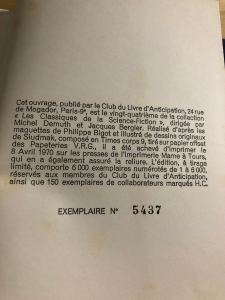 Cet ouvrage, publié par le Club du Livre d'Anticipation, 24 rue
de Mogador, Paris-9e, est le vingt-quatrième de la collection
« Les Classiques de la Science-Fiction », dirigée par
Michel Demuth et Jacques Bergier. Réalisé d'après les
maquettes de Philippe Bigot et illustré de dessins originaux
de Siudmak, composé en Times corps 9, tiré sur papier offset
des Papeteries V.R.G., il a été achevé d'imprimer le
8 Avril 1970 sur les presses de l'Imprimerie Mame à Tours,
qui en a également assuré la reliure. L'édition, à tirage
limité, comporte 6 000 exemplaires numérotés de 1 à 6 000,
réservés aux membres du Club du Livre d'Anticipation,
ainsi que 150 exemplaires de collaborateurs marqués H.C.
EXEMPLAIRE N° 5437